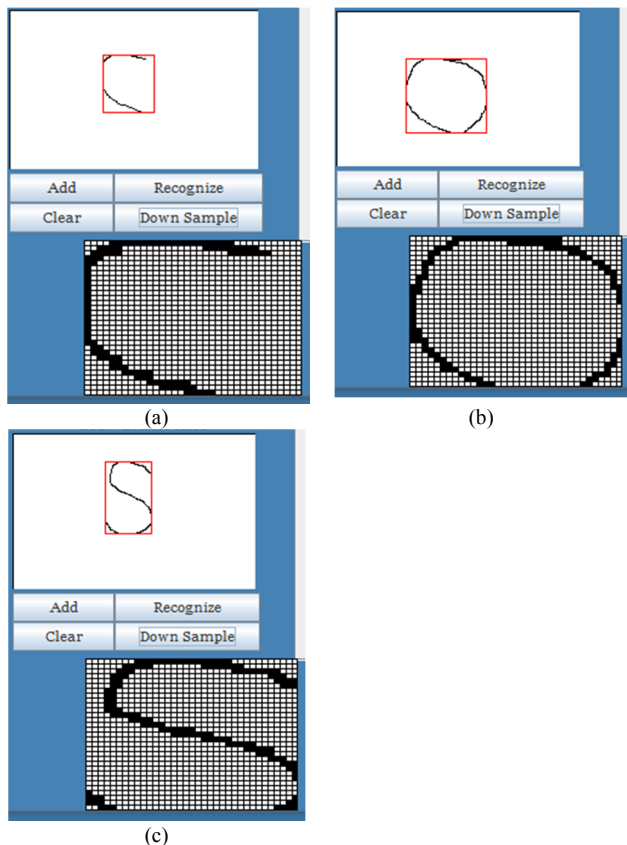 Add Recognize
Clear Down Sample
Add Recognize
Clear Down Sample
(a) (b)
C
O
S
Add Recognize
Clear Down Sample
(c)